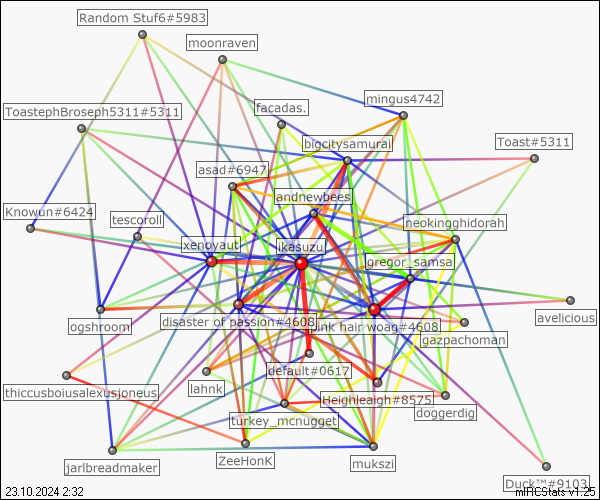 Random Stuf6#5983
moonraven
mingus4742
facadas.
ToastephBroseph5311#5311
bigcitysamurai
Toast#5311
asad#6947
andnewbees
Knowun#6424
tescoroll
neokingghidorah
xenoyaut
ikasuzu
gregor_samsa
avelicious
ogshroom
disaster of passion#4608
pink hair woag#4608
gazpachoman
default#0617
thiccusboiusalexusjoneus
lahnk
Heighleaigh#8575
doggerdig
turkey_mcnugget
jarlbreadmaker
ZeeHonK
mukszi
Duck™#9103
23.10.2024 2:32
mIRCStats v1.25